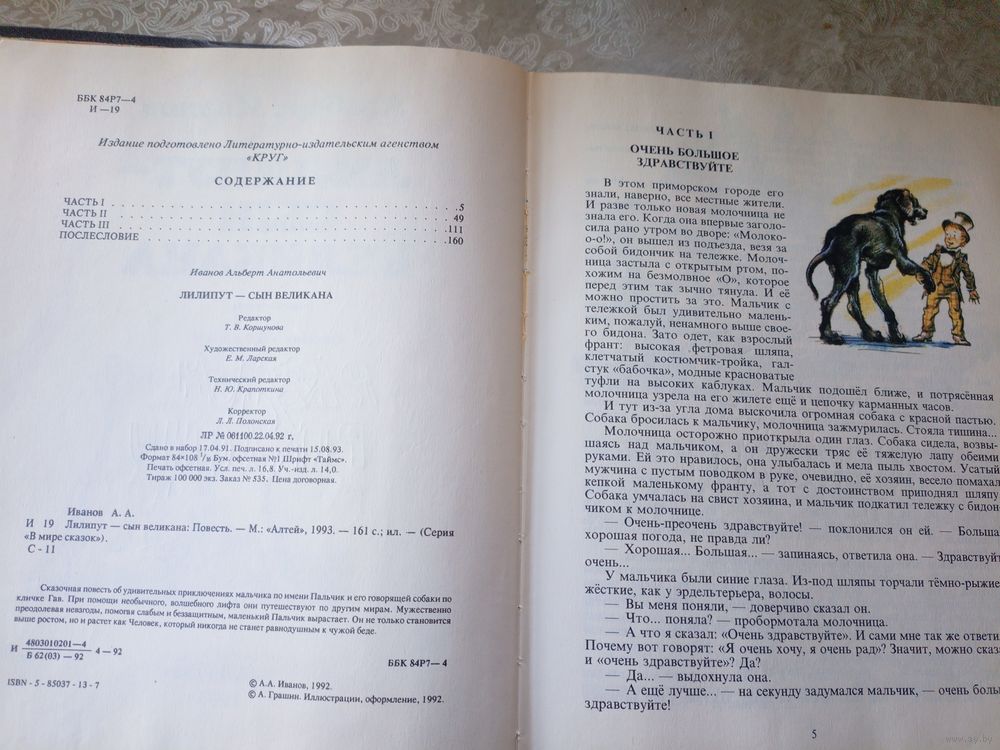 ББК 84Р7—4
И —19
Издание подготовлено Литературно-издательским агенством
«КРУГ»
СОДЕРЖАНИЕ
ЧАСТЬ I . . . 5
ЧАСТЬ II . . . 49
ЧАСТЬ III . . . 111
ПОСЛЕСЛОВИЕ . . . 160
Иванов Альберт Анатольевич
ЛИЛИПУТ — СЫН ВЕЛИКАНА
Редактор
Т. В. Коршунова
Художественный редактор
Е. М. Ларская
Технический редактор
Н. Ю. Крапоткина
Корректор
Л. Л. Полонская
ЛР № 061100.22.04.92 г.
Сдано в набор 17.04.91. Подписано к печати 15.08.93.
Формат 84×108 1/ Бум. офсетная №1 Шрифт «Таймс».
Печать офсетная. Усл. печ. л. 16,8. Уч.-изд. л. 14,0.
Тираж 100 000 экз. Заказ № 535. Цена договорная.
Иванов А. А.
И 19 Лилипут — сын великана: Повесть. — М.: «Алтей», 1993. — 161 с.; ил. — (Серия
«В мире сказок»).
С - 11
Сказочная повесть об удивительных приключениях мальчика по имени Пальчик и его говорящей собаки по
кличке Гав. При помощи необычного, волшебного лифта они путешествуют по другим мирам. Мужественно
преодолевая невзгоды, помогая слабым и беззащитным, маленький Пальчик вырастает. Он не только становится
выше ростом, но и растет как Человек, который никогда не станет равнодушным к чужой беде.
И 4803010201—4
Б 62(03) — 92 4 —92
ББК 84Р7— 4
ISBN - 5 - 85037 - 13 - 7
© А.А. Иванов, 1992.
© А. Грашин. Иллюстрации, оформление, 1992.
ЧАСТЬ I
ОЧЕНЬ БОЛЬШОЕ
ЗДРАВСТВУЙТЕ
В этом приморском городе его
знали, наверно, все местные жители.
И разве только новая молочница не
знала его. Когда она впервые заголо-
сила рано утром во дворе: «Молоко-
о-о!», он вышел из подъезда, везя за
собой бидончик на тележке. Молоч-
ница застыла с открытым ртом, по-
хожим на безмолвное «О», которое
перед этим так зычно тянула. И её
можно простить за это. Мальчик с
тележкой был удивительно малень-
ким, пожалуй, ненамного выше свое-
го бидона. Зато одет, как взрослый
франт: высокая фетровая шляпа,
клетчатый костюмчик-тройка, гал-
стук «бабочка», модные красноватые
туфли на высоких каблуках. Мальчик подошёл ближе, и потрясённая
молочница узрела на его жилете ещё и цепочку карманных часов.
И тут из-за угла дома выскочила огромная собака с красной пастью.
Собака бросилась к мальчику, молочница зажмурилась. Стояла тишина...
Молочница осторожно приоткрыла один глаз. Собака сидела, возвы-
шаясь над мальчиком, а он дружески тряс её тяжелую лапу обеими
руками. Ей это нравилось, она улыбалась и мела пыль хвостом. Усатый
мужчина с пустым поводком в руке, очевидно, её хозяин, весело помахал
кепкой маленькому франту, а тот с достоинством приподнял шляпу
Собака умчалась на свист хозяина, и мальчик подкатил тележку с бидон
чиком к молочнице.
— Очень-преочень здравствуйте! — поклонился он ей. — Больша
хорошая погода, не правда ли?
— Хорошая... Большая... — запинаясь, ответила она. — Здравствуйт
очень...
У мальчика были синие глаза. Из-под шляпы торчали тёмно-рыжие
жёсткие, как у эрдельтерьера, волосы.
— Вы меня поняли, — доверчиво сказал он.
— Что... поняла? — пробормотала молочница.
— А что я сказал: «Очень здравствуйте». И сами мне так же ответи
Почему вот говорят: «Я очень хочу, я очень рад»? Значит, можно сказа
и «очень здравствуйте»? Да?
— Да... — выдохнула она.
— А ещё лучше... — на секунду задумался мальчик, — очень больш
здравствуйте!
5
www.ay.by